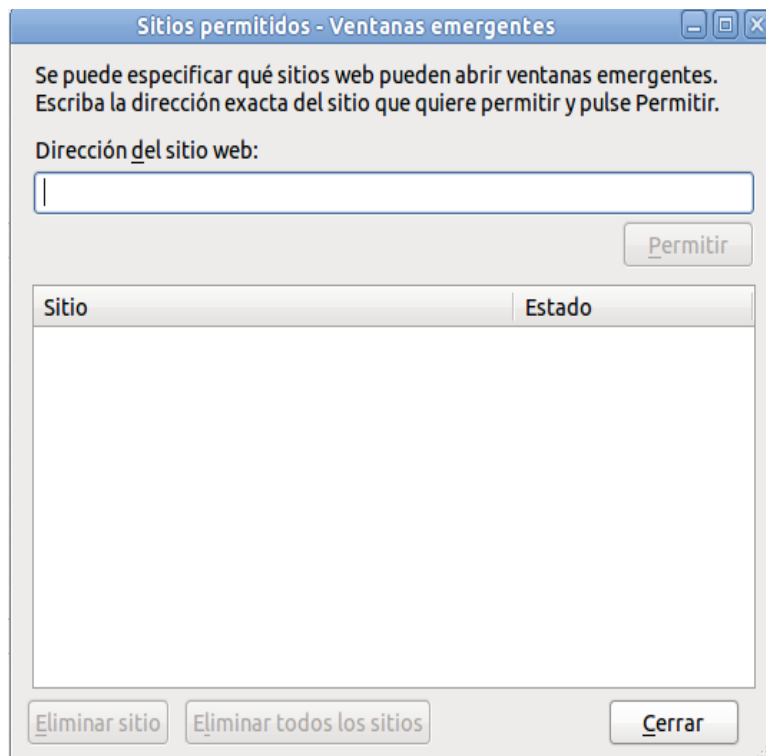 Sitios permitidos - Ventanas emergentes
Se puede especificar qué sitios web pueden abrir ventanas emergentes.
Escriba la dirección exacta del sitio que quiere permitir y pulse Permitir.
Dirección del sitio web:
Permitir
Sitio Estado
Eliminar sitio Eliminar todos los sitios Cerrar